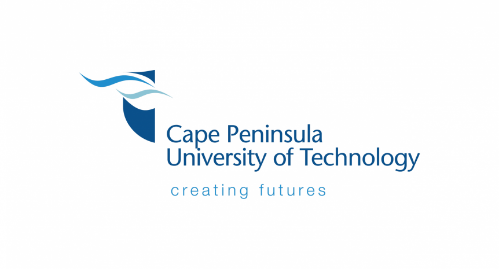 Cape Peninsula
University of Technology
creating futures